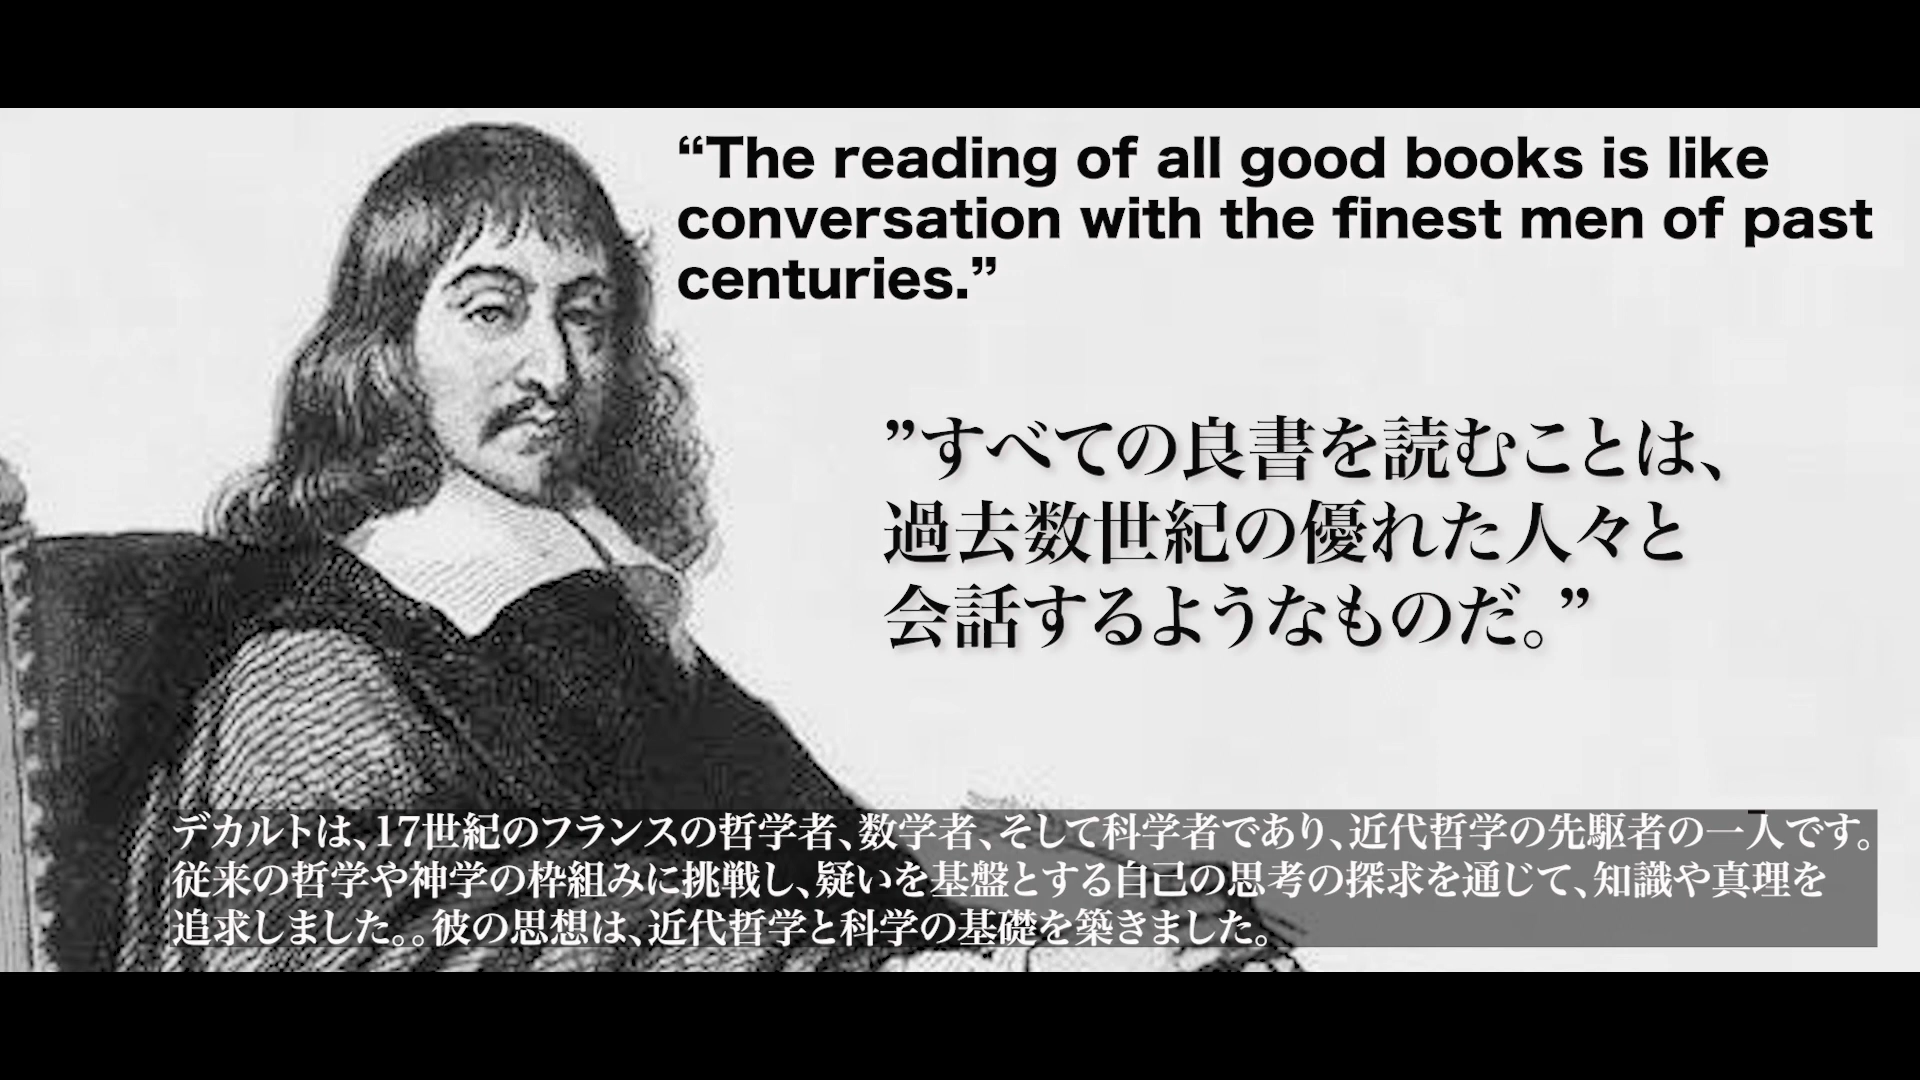 “The reading of all good books is like
conversation with the finest men of past
centuries.”
”すべての良書を読むことは、
過去数世紀の優れた人々と
会話するようなものだ。”
デカルトは、17世紀のフランスの哲学者、数学者、そして科学者であり、近代哲学の先駆者の一人です。
従来の哲学や神学の枠組みに挑戦し、疑いを基盤とする自己の思考の探求を通じて、知識や真理を
追求しました。。彼の思想は、近代哲学と科学の基礎を築きました。